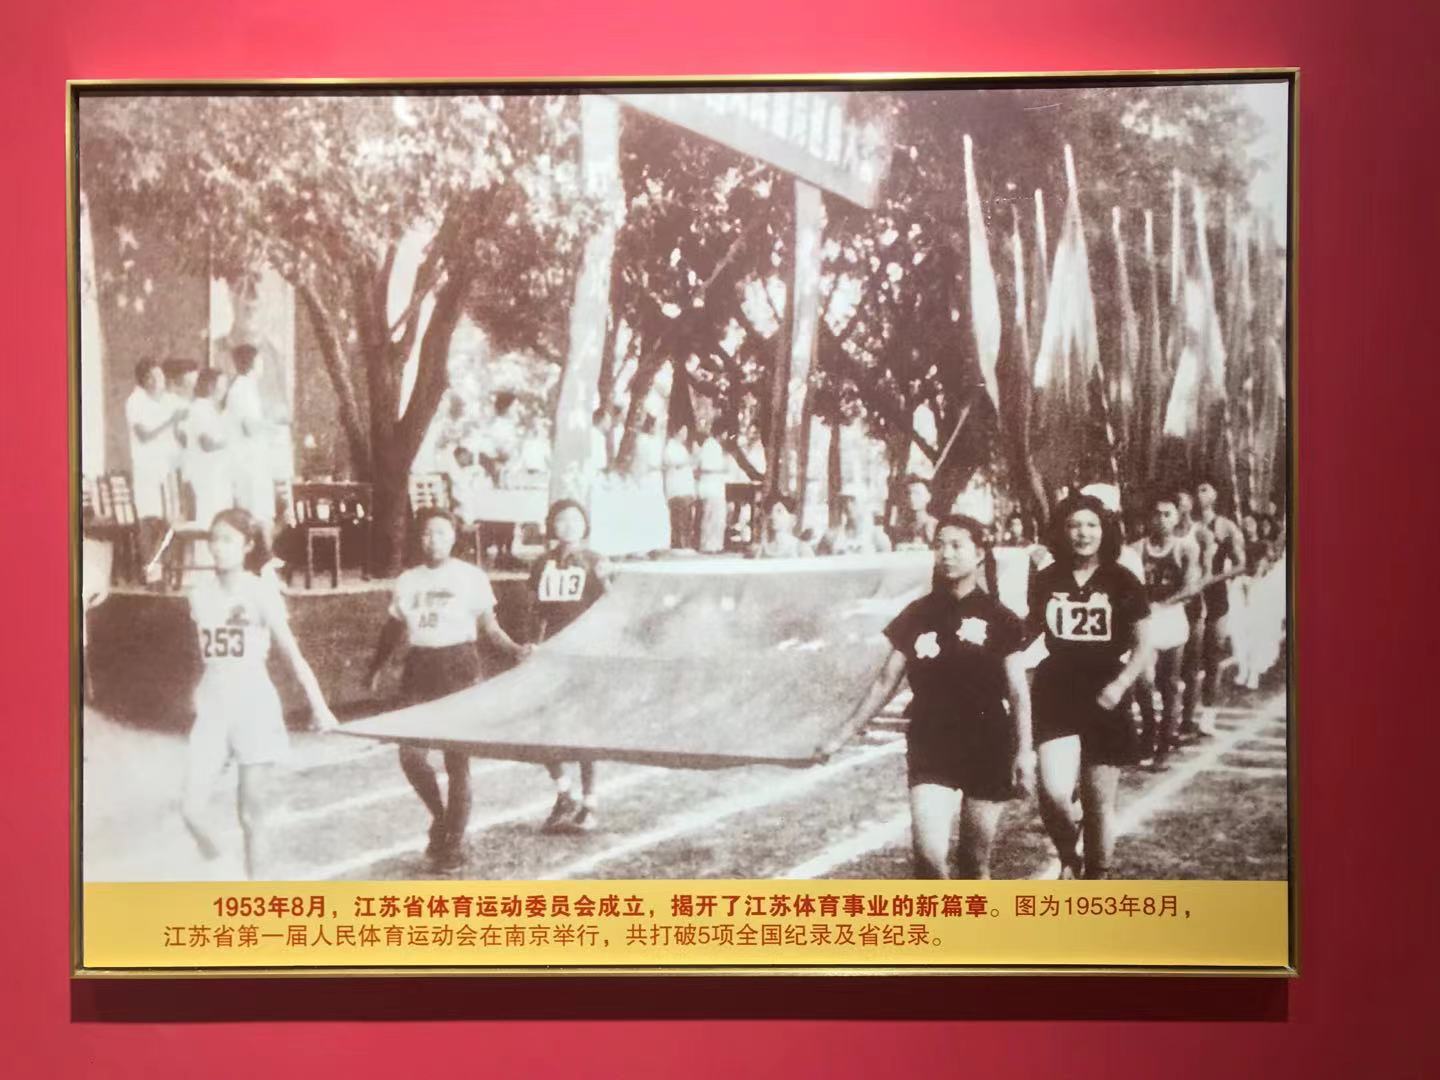 253
113
123
1953年8月，江苏省体育运动委员会成立，揭开了江苏体育事业的新篇章。图为1953年8月，
江苏省第一届人民体育运动会在南京举行，共打破5项全国纪录及省纪录。